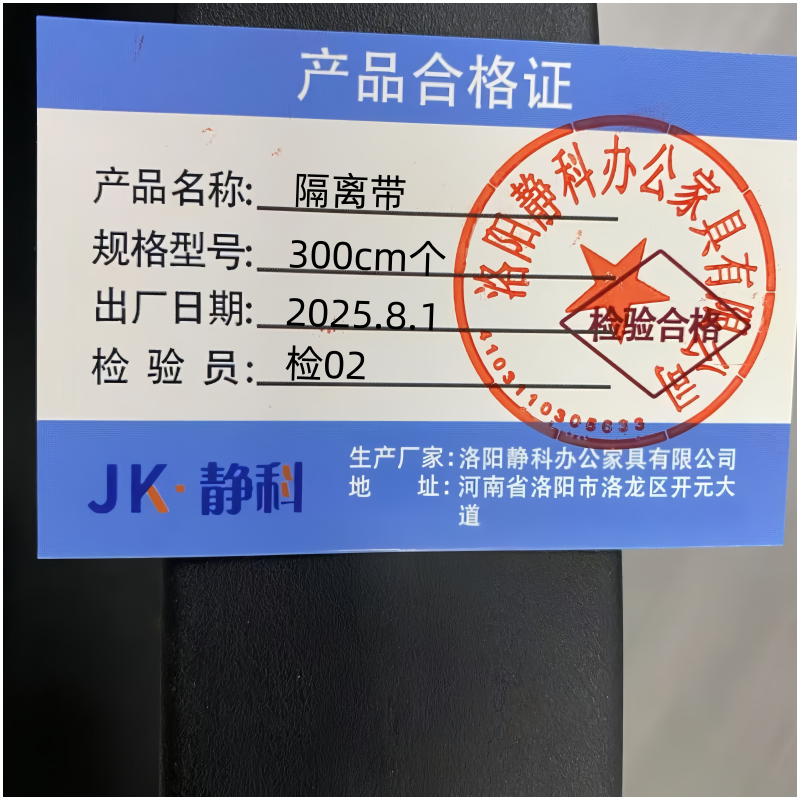 产品合格证
产品名称: 隔离带
规格型号: 300cm个
出厂日期: 2025.8.1
检 验 员: 检02
洛阳静科办公家具有限公司
检验合格
4103110305633
JK·静科
生产厂家:洛阳静科办公家具有限公司
地 址:河南省洛阳市洛龙区开元大
道